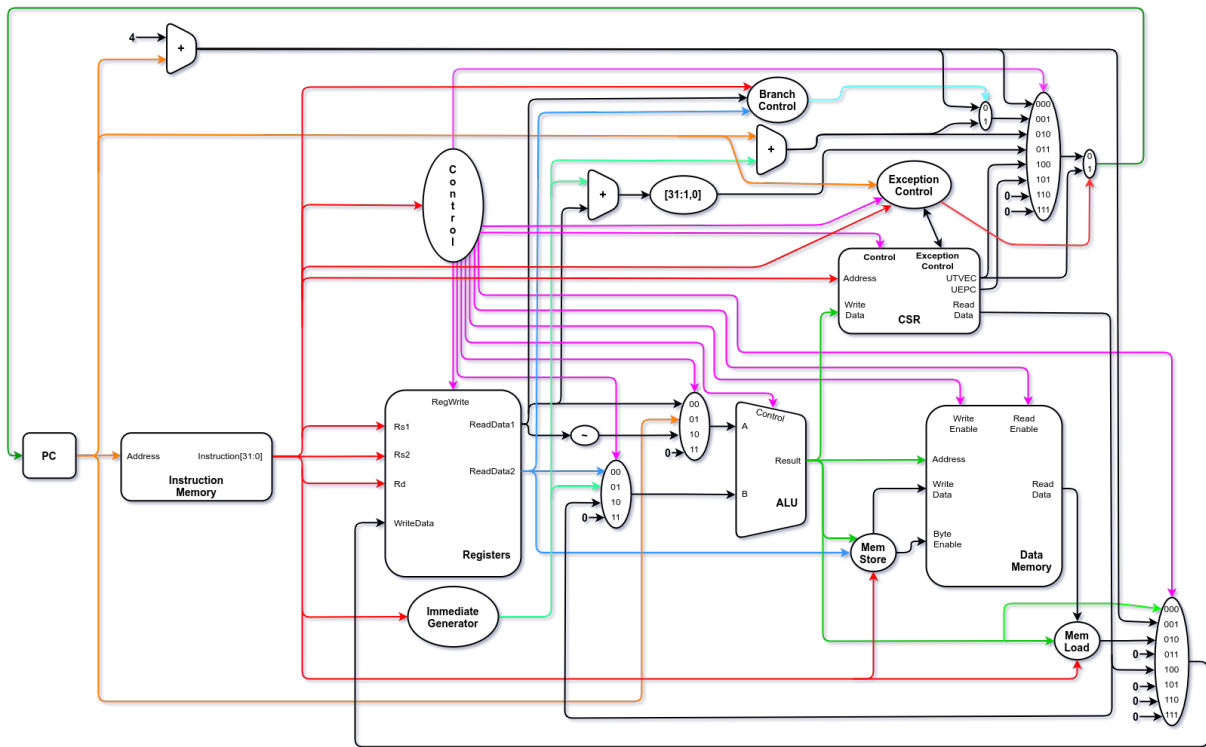 4
+
Branch
Control
0
1
000
001
010
011
100
101
110
111
0
0
0
1
+
C
o
n
t
r
o
l
+
[31:1,0]
Exception
Control
Control
Exception
Control
Address
UTVEC
UEPC
Write
Data
Read
Data
CSR
PC
Address
Instruction[31:0]
Instruction
Memory
RegWrite
Rs1
ReadData1
Rs2
ReadData2
Rd
WriteData
Registers
~
00
01
10
11
0
00
01
10
11
0
Control
A
Result
B
ALU
Write
Enable
Read
Enable
Address
Write
Data
Read
Data
Byte
Enable
Data
Memory
Mem
Store
Immediate
Generator
Mem
Load
000
001
010
0
011
100
0
101
0
110
0
111